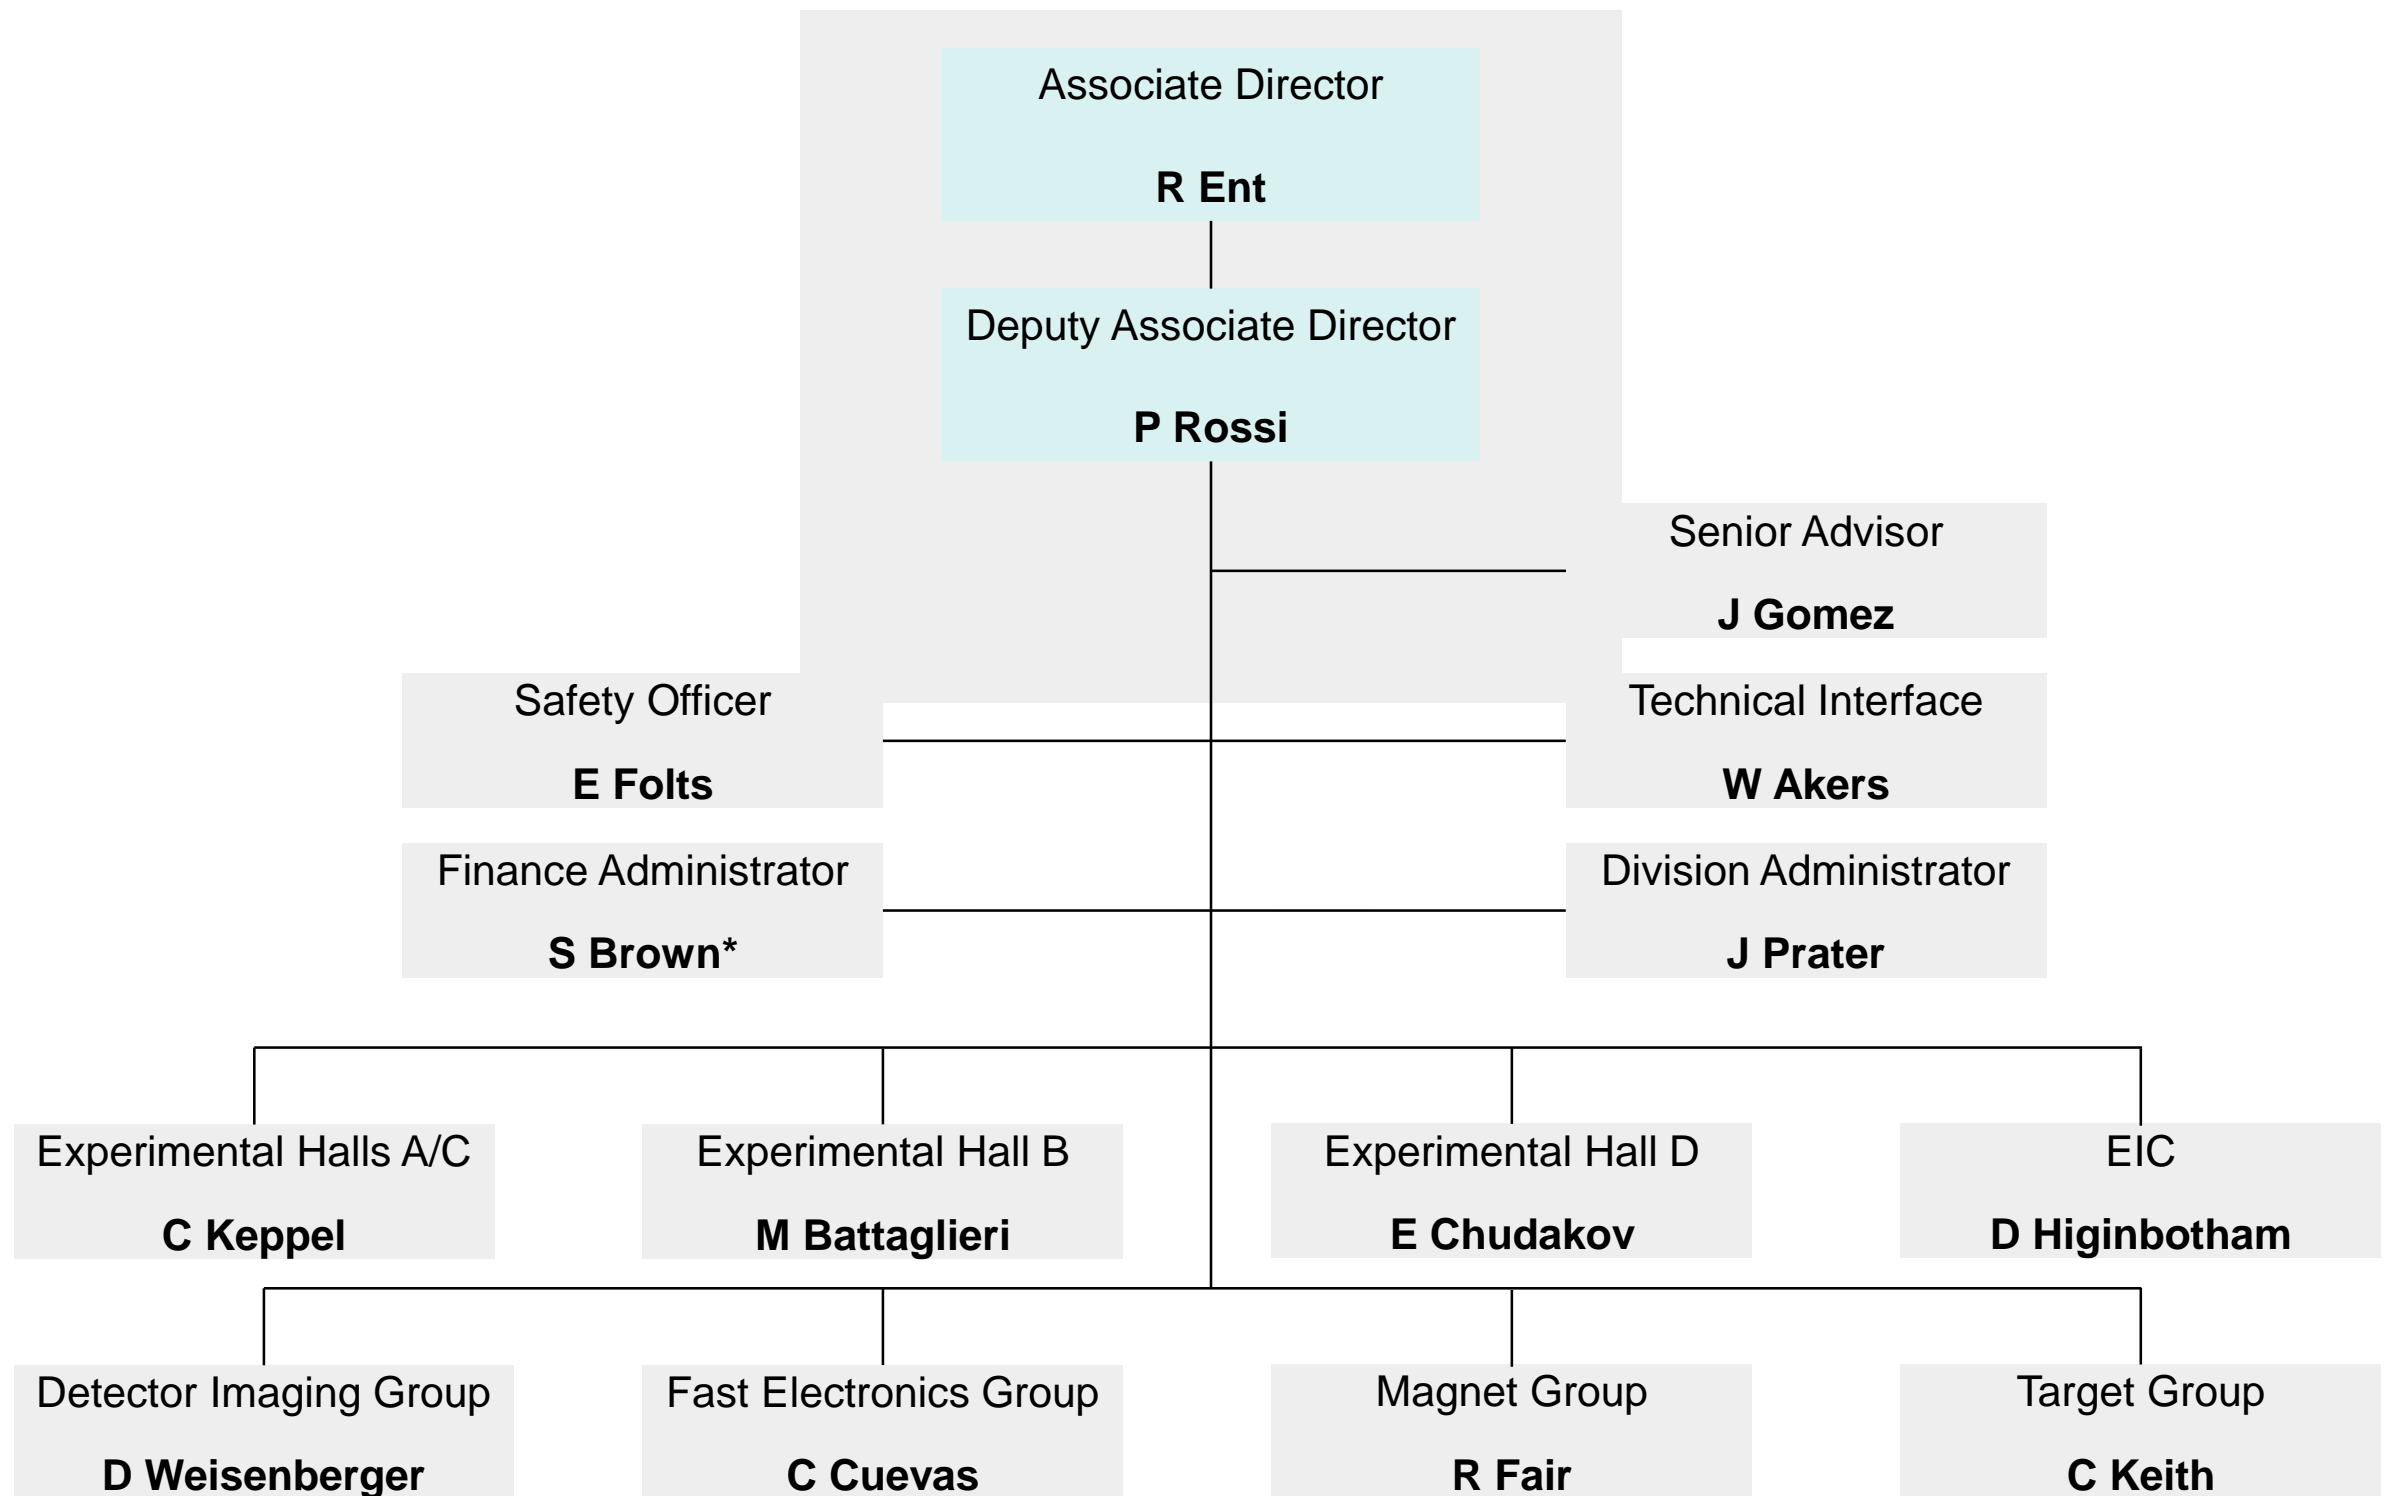 Associate Director
R Ent
Deputy Associate Director
P Rossi
Senior Advisor
J Gomez
Safety Officer
E Folts
Technical Interface
W Akers
Finance Administrator
S Brown*
Division Administrator
J Prater
Experimental Halls A/C
C Keppel
Experimental Hall B
M Battaglieri
Experimental Hall D
E Chudakov
EIC
D Higinbotham
Detector Imaging Group
D Weisenberger
Fast Electronics Group
C Cuevas
Magnet Group
R Fair
Target Group
C Keith